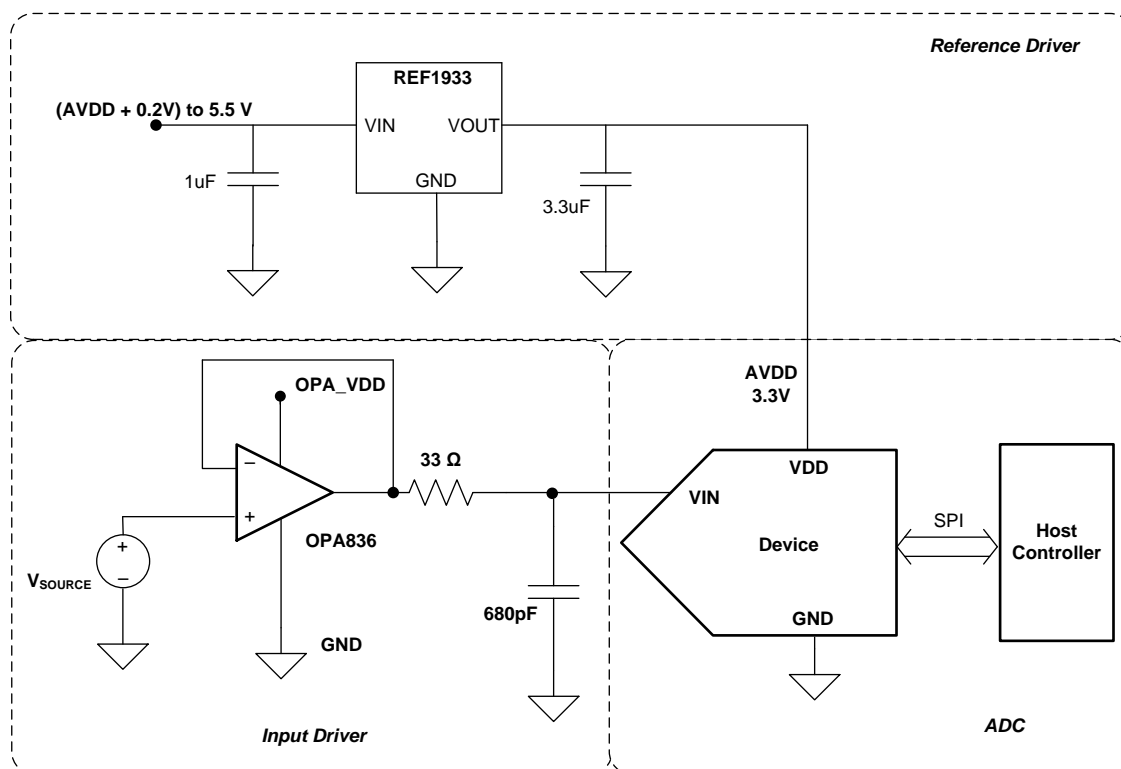 Reference Driver
REF1933
(AVDD + 0.2V) to 5.5 V
VIN
VOUT
GND
1uF
3.3uF
AVDD
3.3V
OPA_VDD
33 Ω
VDD
VIN
−
+
OPA836
Device
SPI
Host
Controller
+
−
VSOURCE
680pF
GND
GND
Input Driver
ADC